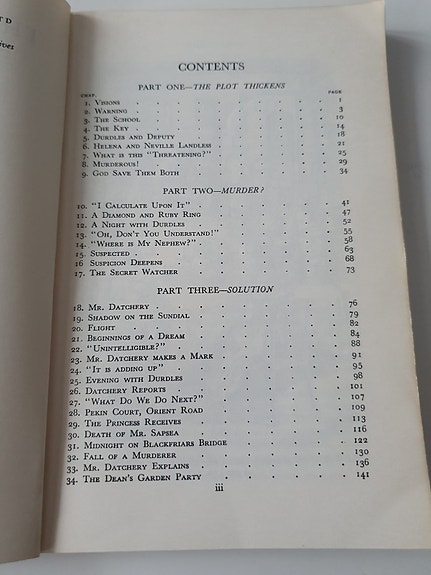 T D
ives
CONTENTS
PART ONE—THE PLOT THICKENS
CHAP. PAGE
1. Visions . . . . . . . . 1
2. Warning . . . . . . . . 3
3. The School . . . . . . . 10
4. The Key . . . . . . . . 14
5. Durdles and Deputy . . . . . . 18
6. Helena and Neville Landless . . . . . 21
7. What is this "Threatening?" . . . . . 25
8. Murderous! . . . . . . . 29
9. God Save Them Both . . . . . . 34
PART TWO—MURDER?
10. "I Calculate Upon It" . . . . . . 41
11. A Diamond and Ruby Ring . . . . . 47
12. A Night with Durdles . . . . . . 52
13. "Oh, Don't You Understand!" . . . . . 55
14. "Where is My Nephew?" . . . . . . 58
15. Suspected . . . . . . . . 63
16 Suspicion Deepens . . . . . . 68
17. The Secret Watcher . . . . . . 73
PART THREE—SOLUTION
18. Mr. Datchery . . . . . . . 76
19. Shadow on the Sundial . . . . . . 79
20. Flight . . . . . . . . 82
21. Beginnings of a Dream . . . . . . 84
22. "Unintelligible?" . . . . . . . 88
23. Mr. Datchery makes a Mark . . . . . 91
24. "It is adding up" . . . . . . . 95
25. Evening with Durdles . . . . . . 98
26. Datchery Reports . . . . . . . 101
27. "What Do We Do Next?" . . . . . . 107
28. Pekin Court, Orient Road . . . . . . 109
29. The Princess Receives . . . . . . 113
30. Death of Mr. Sapsea . . . . . . 116
31. Midnight on Blackfriars Bridge . . . . . 122
32. Fall of a Murderer . . . . . . . 130
33. Mr. Datchery Explains . . . . . . 136
34. The Dean's Garden Party . . . . . . 141
iii